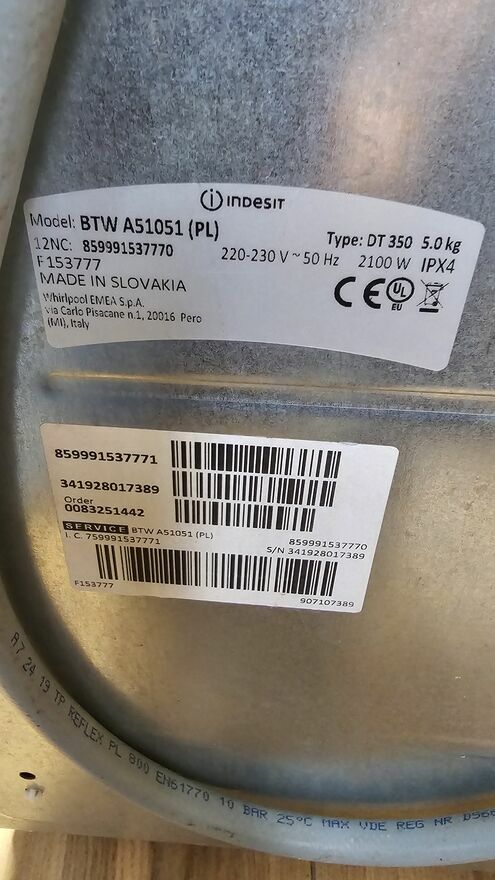 INDESIT
Model: BTW A51051 (PL)
Type: DT 350 5.0 kg
12NC: 859991537770
220-230 V ~ 50 Hz 2100 W IPX4
F153777
MADE IN SLOVAKIA
Whirlpool EMEA S.p.A.
Via Carlo Pisacane n.1, 20016 Pero
(MI), Italy
CE UL EU
859991537771
341928017389
Order
0083251442
SERVICE BTW A51051 (PL)
859991537770
I. C. 759991537771
S/N 341928017389
F153777
907107389
A7 24 19 TP REFLEX PL 800 EN61770 10 BAR 25°C MAX VDE REG NR